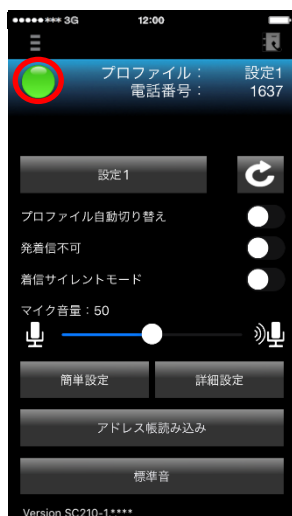 ●●●●●*** 3G 12:00
プロファイル： 設定1
電話番号： 1637
設定1
プロファイル自動切り替え
発着信不可
着信サイレントモード
マイク音量：50
簡単設定 詳細設定
アドレス帳読み込み
標準音
Version SC210-1****